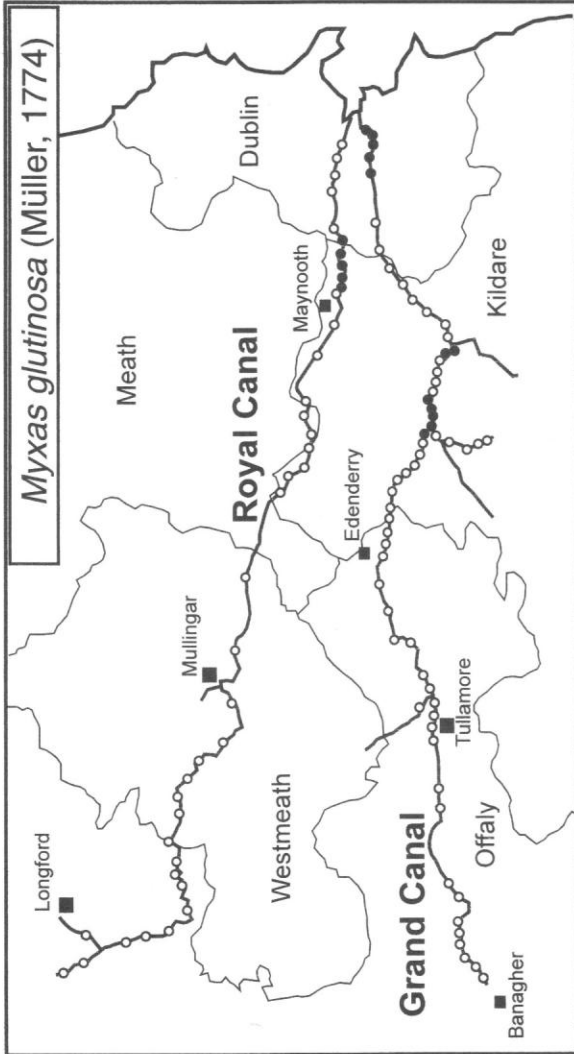 Myxas glutinosa (Müller, 1774)
Longford
Mullingar
Meath
Dublin
Royal Canal
Maynooth
Westmeath
Edenderry
Kildare
Grand Canal
Tullamore
Offaly
Banagher